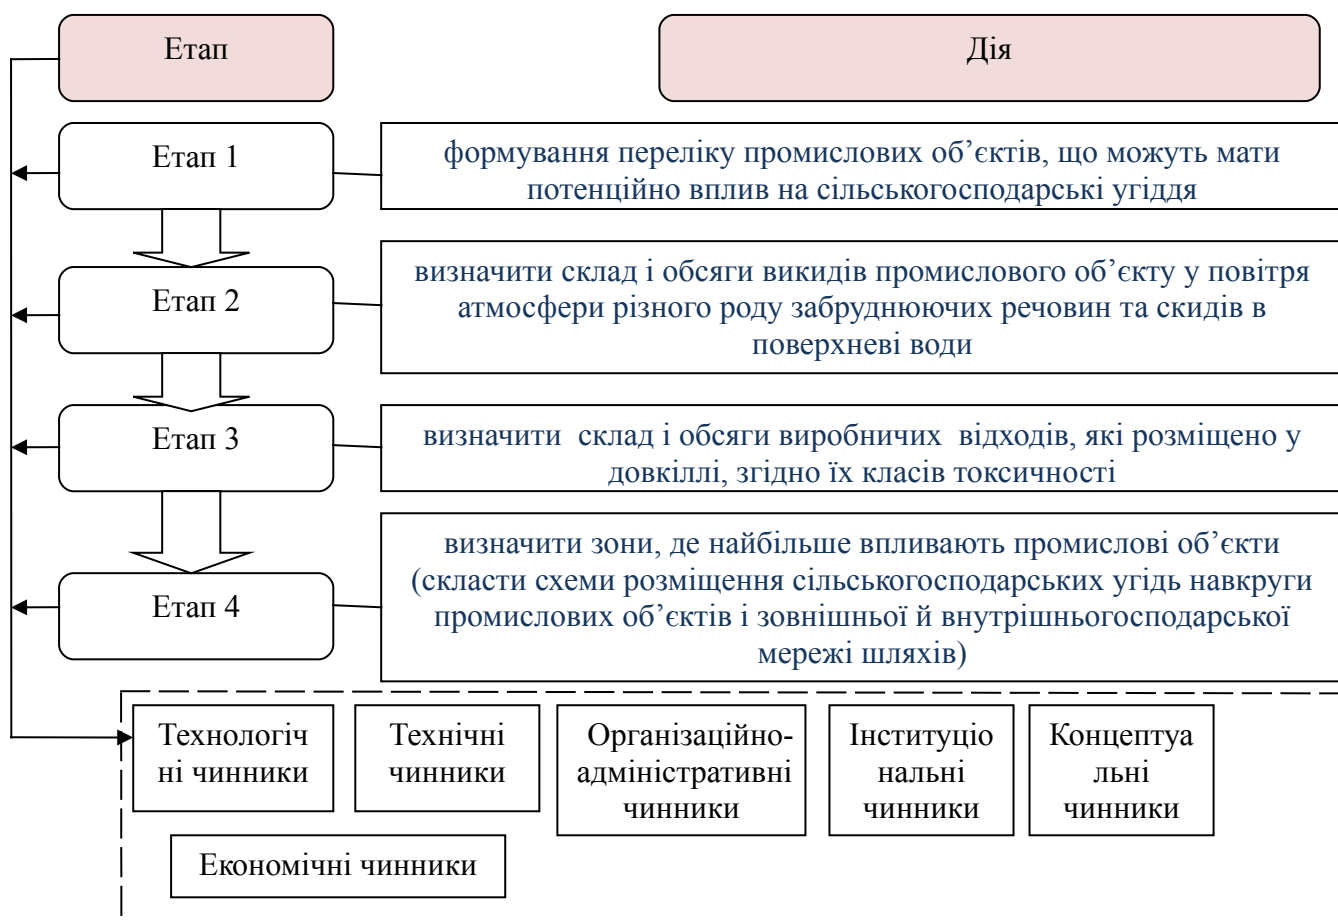 Етап
Дія
Етап 1
формування переліку промислових об’єктів, що можуть мати
потенційно вплив на сільськогосподарські угіддя
Етап 2
визначити склад і обсяги викидів промислового об’єкту у повітря
атмосфери різного роду забруднюючих речовин та скидів в
поверхневі води
Етап 3
визначити склад і обсяги виробничих відходів, які розміщено у
довкіллі, згідно їх класів токсичності
Етап 4
визначити зони, де найбільше впливають промислові об’єкти
(скласти схеми розміщення сільськогосподарських угідь навкруги
промислових об’єктів і зовнішньої й внутрішньогосподарської
мережі шляхів)
Технологіч
ні чинники
Технічні
чинники
Організаційно-
адміністративні
чинники
Інституціо
нальні
чинники
Концептуа
льні
чинники
Економічні чинники